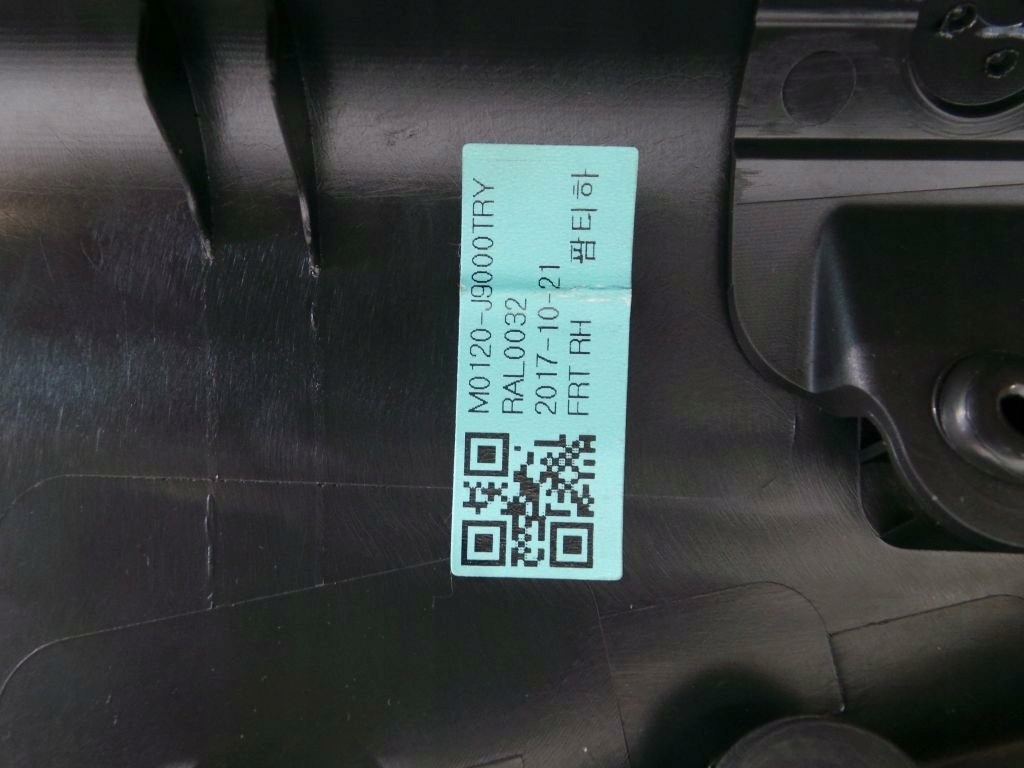 M0120-J9000TRY
RAL0032
2017-10-21
FRT RH 팜티하